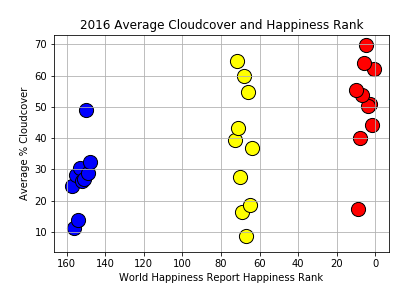 2016 Average Cloudcover and Happiness Rank
Average % Cloudcover
70
60
50
40
30
20
10
160 140 120 100 80 60 40 20 0
World Happiness Report Happiness Rank